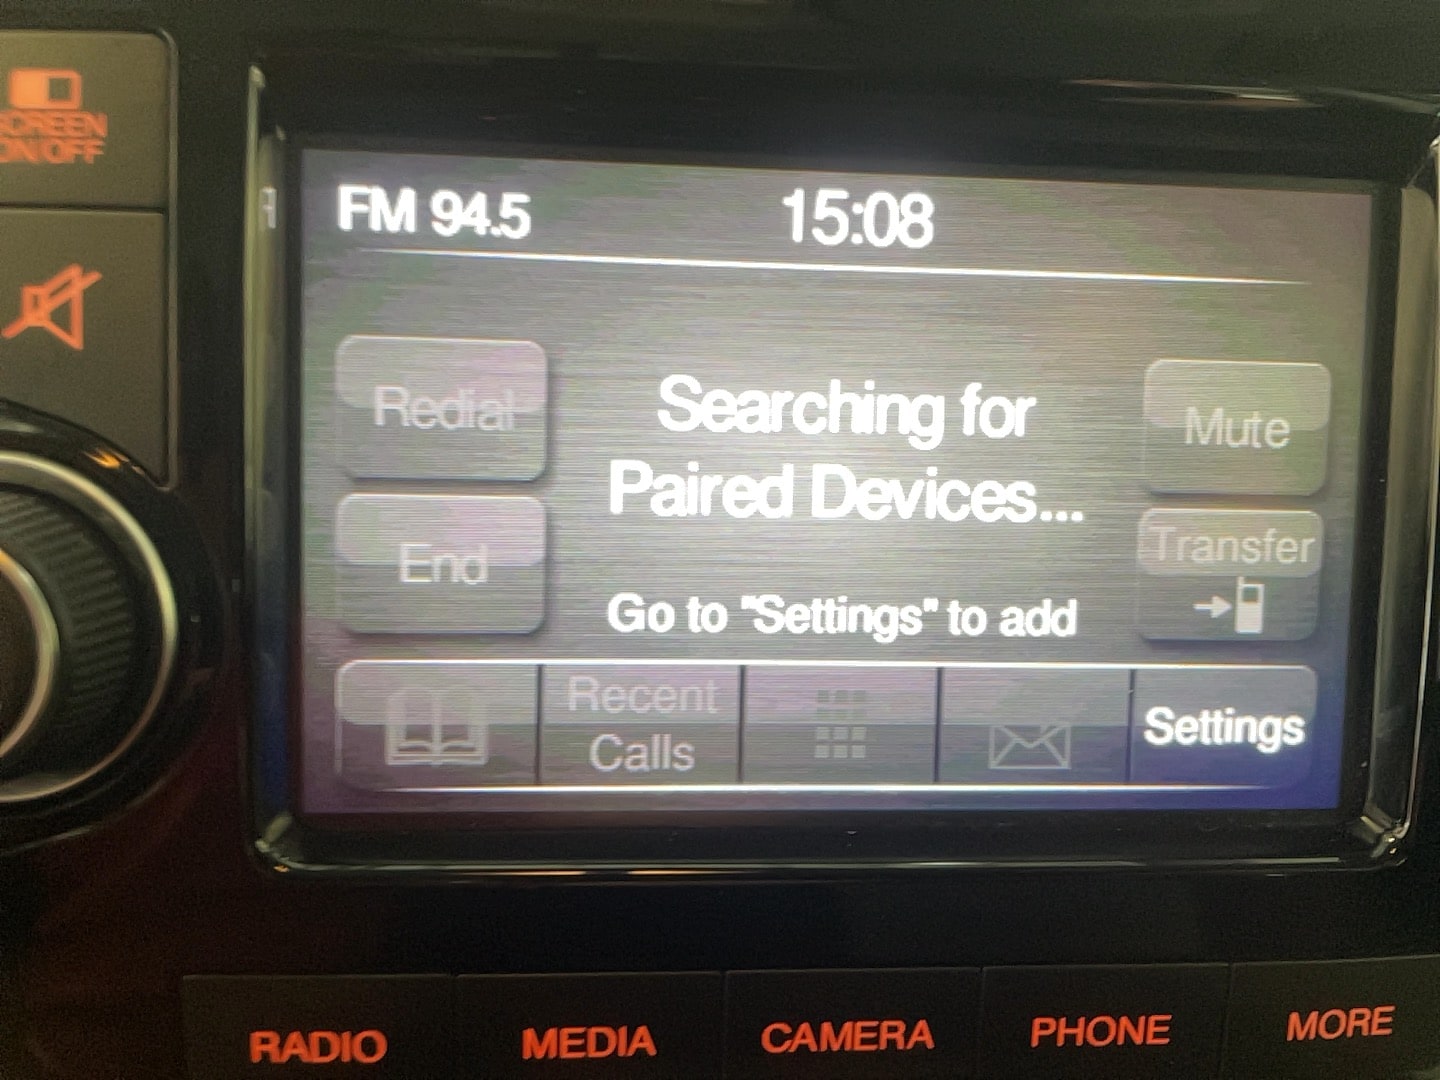 SCREEN
ON/OFF
FM 94.5
15:08
Redial
Searching for
Paired Devices...
Mute
End
Transfer
Go to "Settings" to add
Recent
Calls
Settings
RADIO
MEDIA
CAMERA
PHONE
MORE